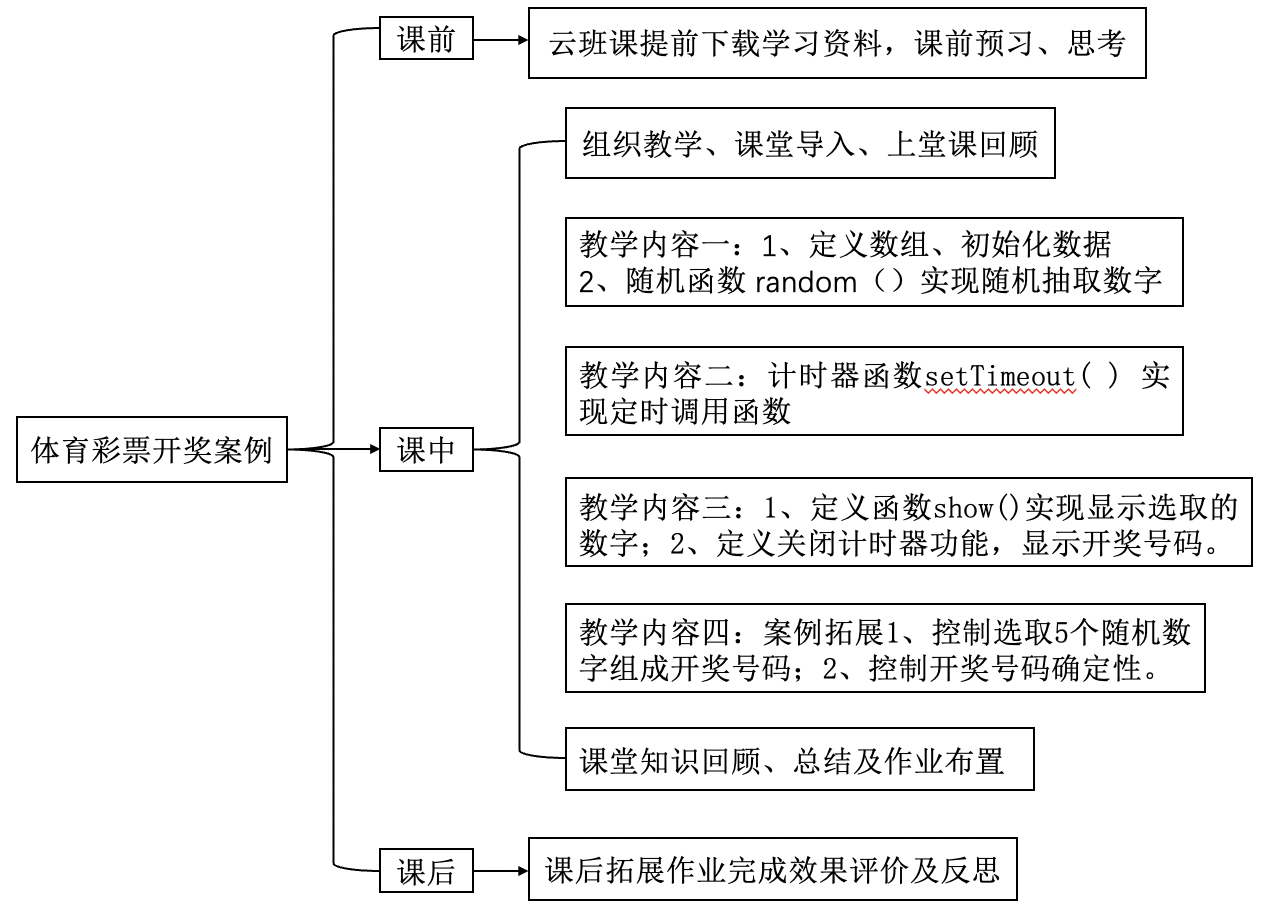 课前
云班课提前下载学习资料，课前预习、思考
组织教学、课堂导入、上堂课回顾
教学内容一：1、定义数组、初始化数据
2、随机函数 random（）实现随机抽取数字
教学内容二：计时器函数setTimeout( ) 实
现定时调用函数
体育彩票开奖案例
课中
教学内容三：1、定义函数show()实现显示选取的
数字；2、定义关闭计时器功能，显示开奖号码。
教学内容四：案例拓展1、控制选取5个随机数
字组成开奖号码；2、控制开奖号码确定性。
课堂知识回顾、总结及作业布置
课后
课后拓展作业完成效果评价及反思